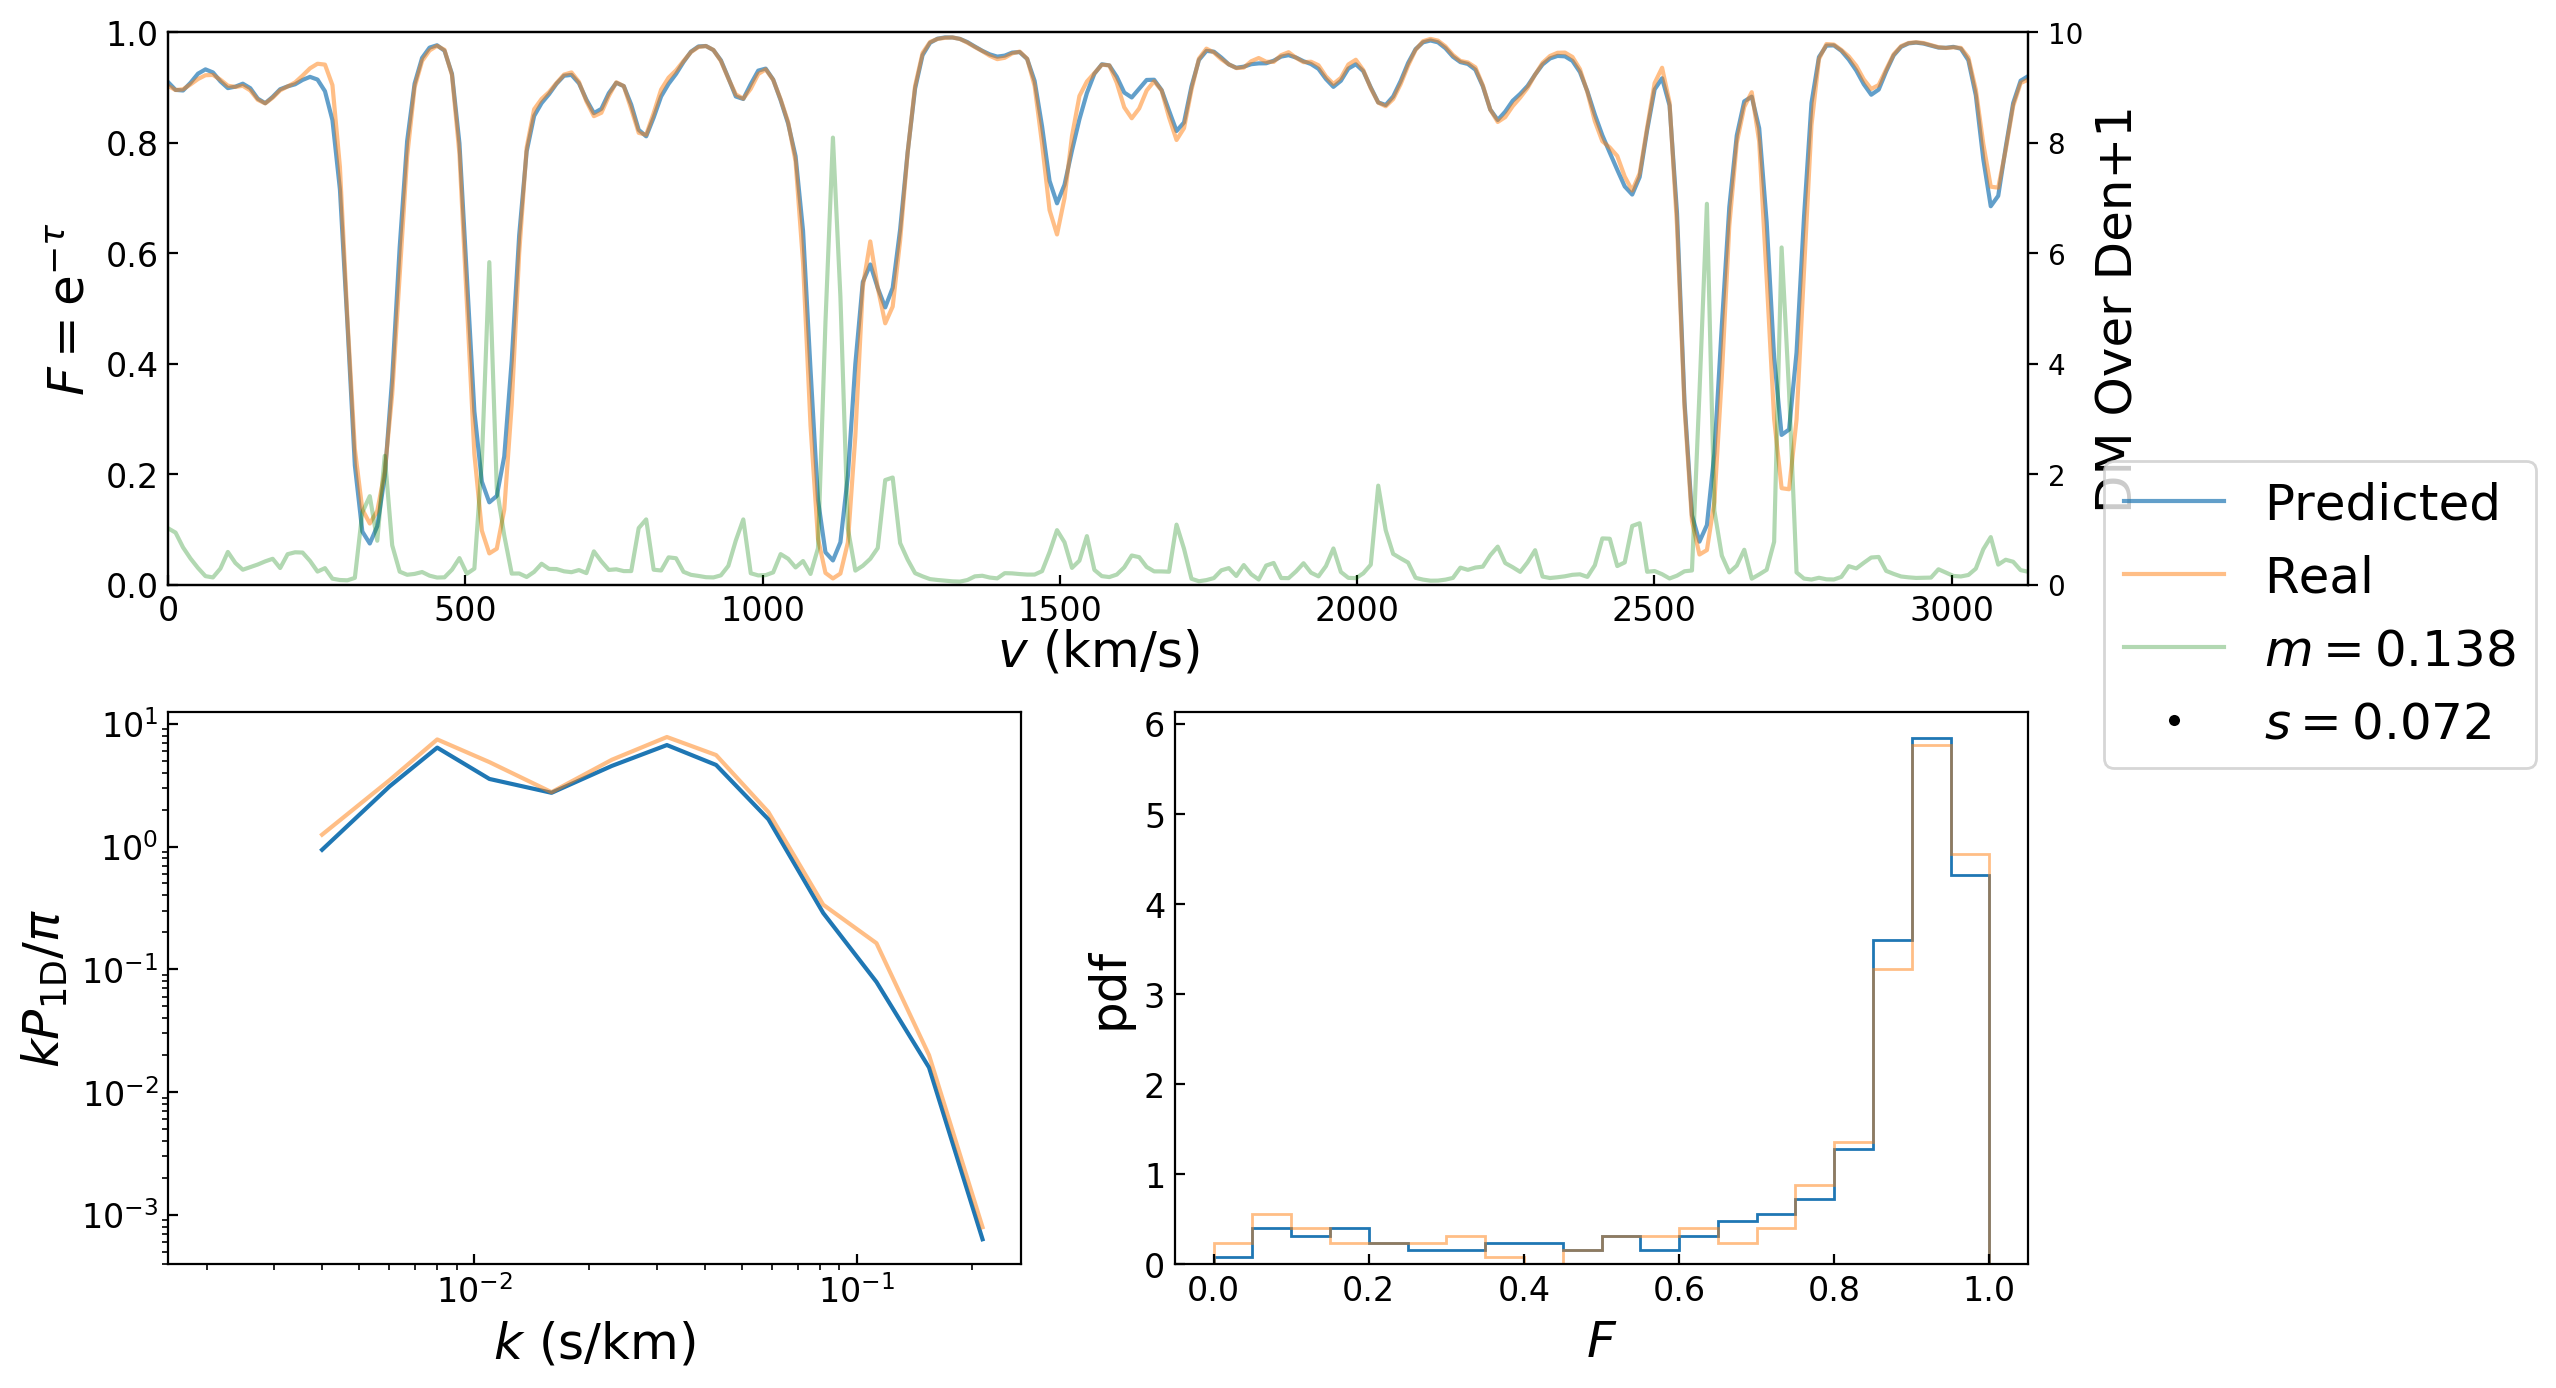 F = e^{-τ}
1.0
0.8
0.6
0.4
0.2
0.0
0 500 1000 1500 2000 2500 3000
v (km/s)
10
8
6
4
2
0
DM Over Den+1
Predicted
Real
m = 0.138
s = 0.072
kP_{1D}/π
10^1
10^0
10^{-1}
10^{-2}
10^{-3}
10^{-2} 10^{-1}
k (s/km)
pdf
6
5
4
3
2
1
0
0.0 0.2 0.4 0.6 0.8 1.0
F